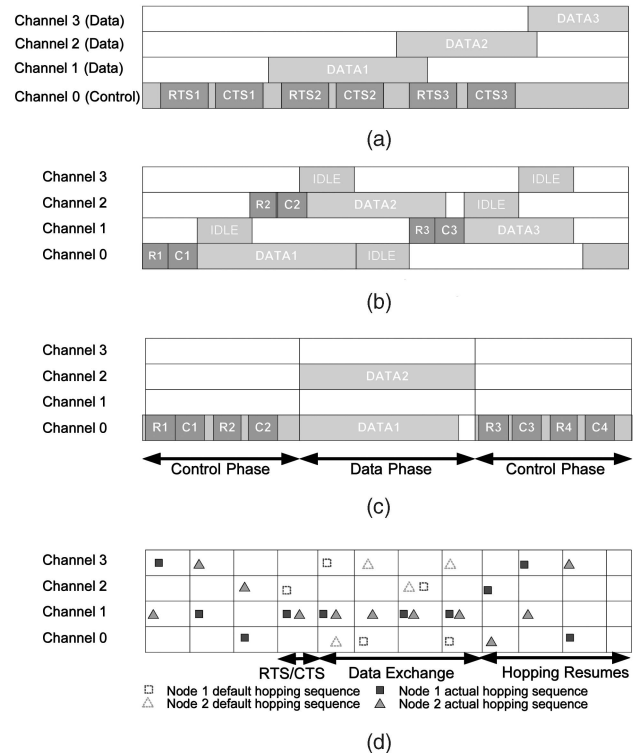 Channel 3 (Data) DATA3
Channel 2 (Data) DATA2
Channel 1 (Data) DATA1
Channel 0 (Control) RTS1 CTS1 RTS2 CTS2 RTS3 CTS3
(a)
Channel 3 IDLE IDLE
Channel 2 R2 C2 DATA2 IDLE
Channel 1 IDLE R3 C3 DATA3
Channel 0 R1 C1 DATA1 IDLE
(b)
Channel 3
Channel 2 DATA2
Channel 1
Channel 0 R1 C1 R2 C2 DATA1 R3 C3 R4 C4
Control Phase Data Phase Control Phase
(c)
Channel 3
Channel 2
Channel 1
Channel 0
RTS/CTS Data Exchange Hopping Resumes
Node 1 default hopping sequence Node 1 actual hopping sequence
Node 2 default hopping sequence Node 2 actual hopping sequence
(d)